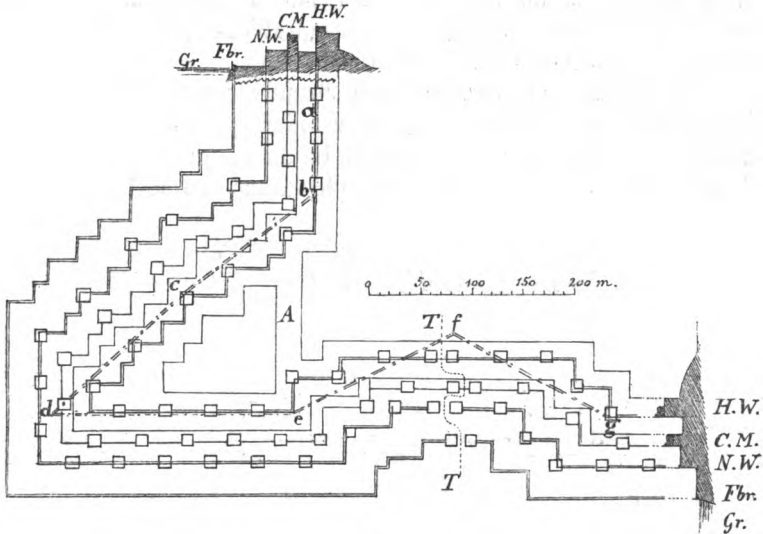 H.W.
C.M.
N.W.
Fbr.
Gr.
a
b
c
0 50 100 150 200 m.
A
T f
d
e
g
H.W.
C.M.
N.W.
T
Fbr.
Gr.